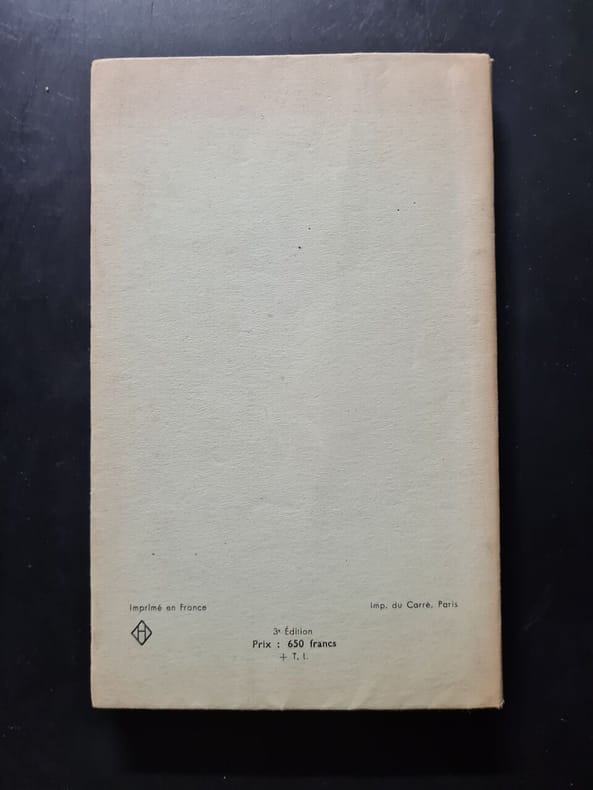 Imprimé en France
Imp. du Carré, Paris
H
3e Édition
Prix : 650 francs
+ T. l.